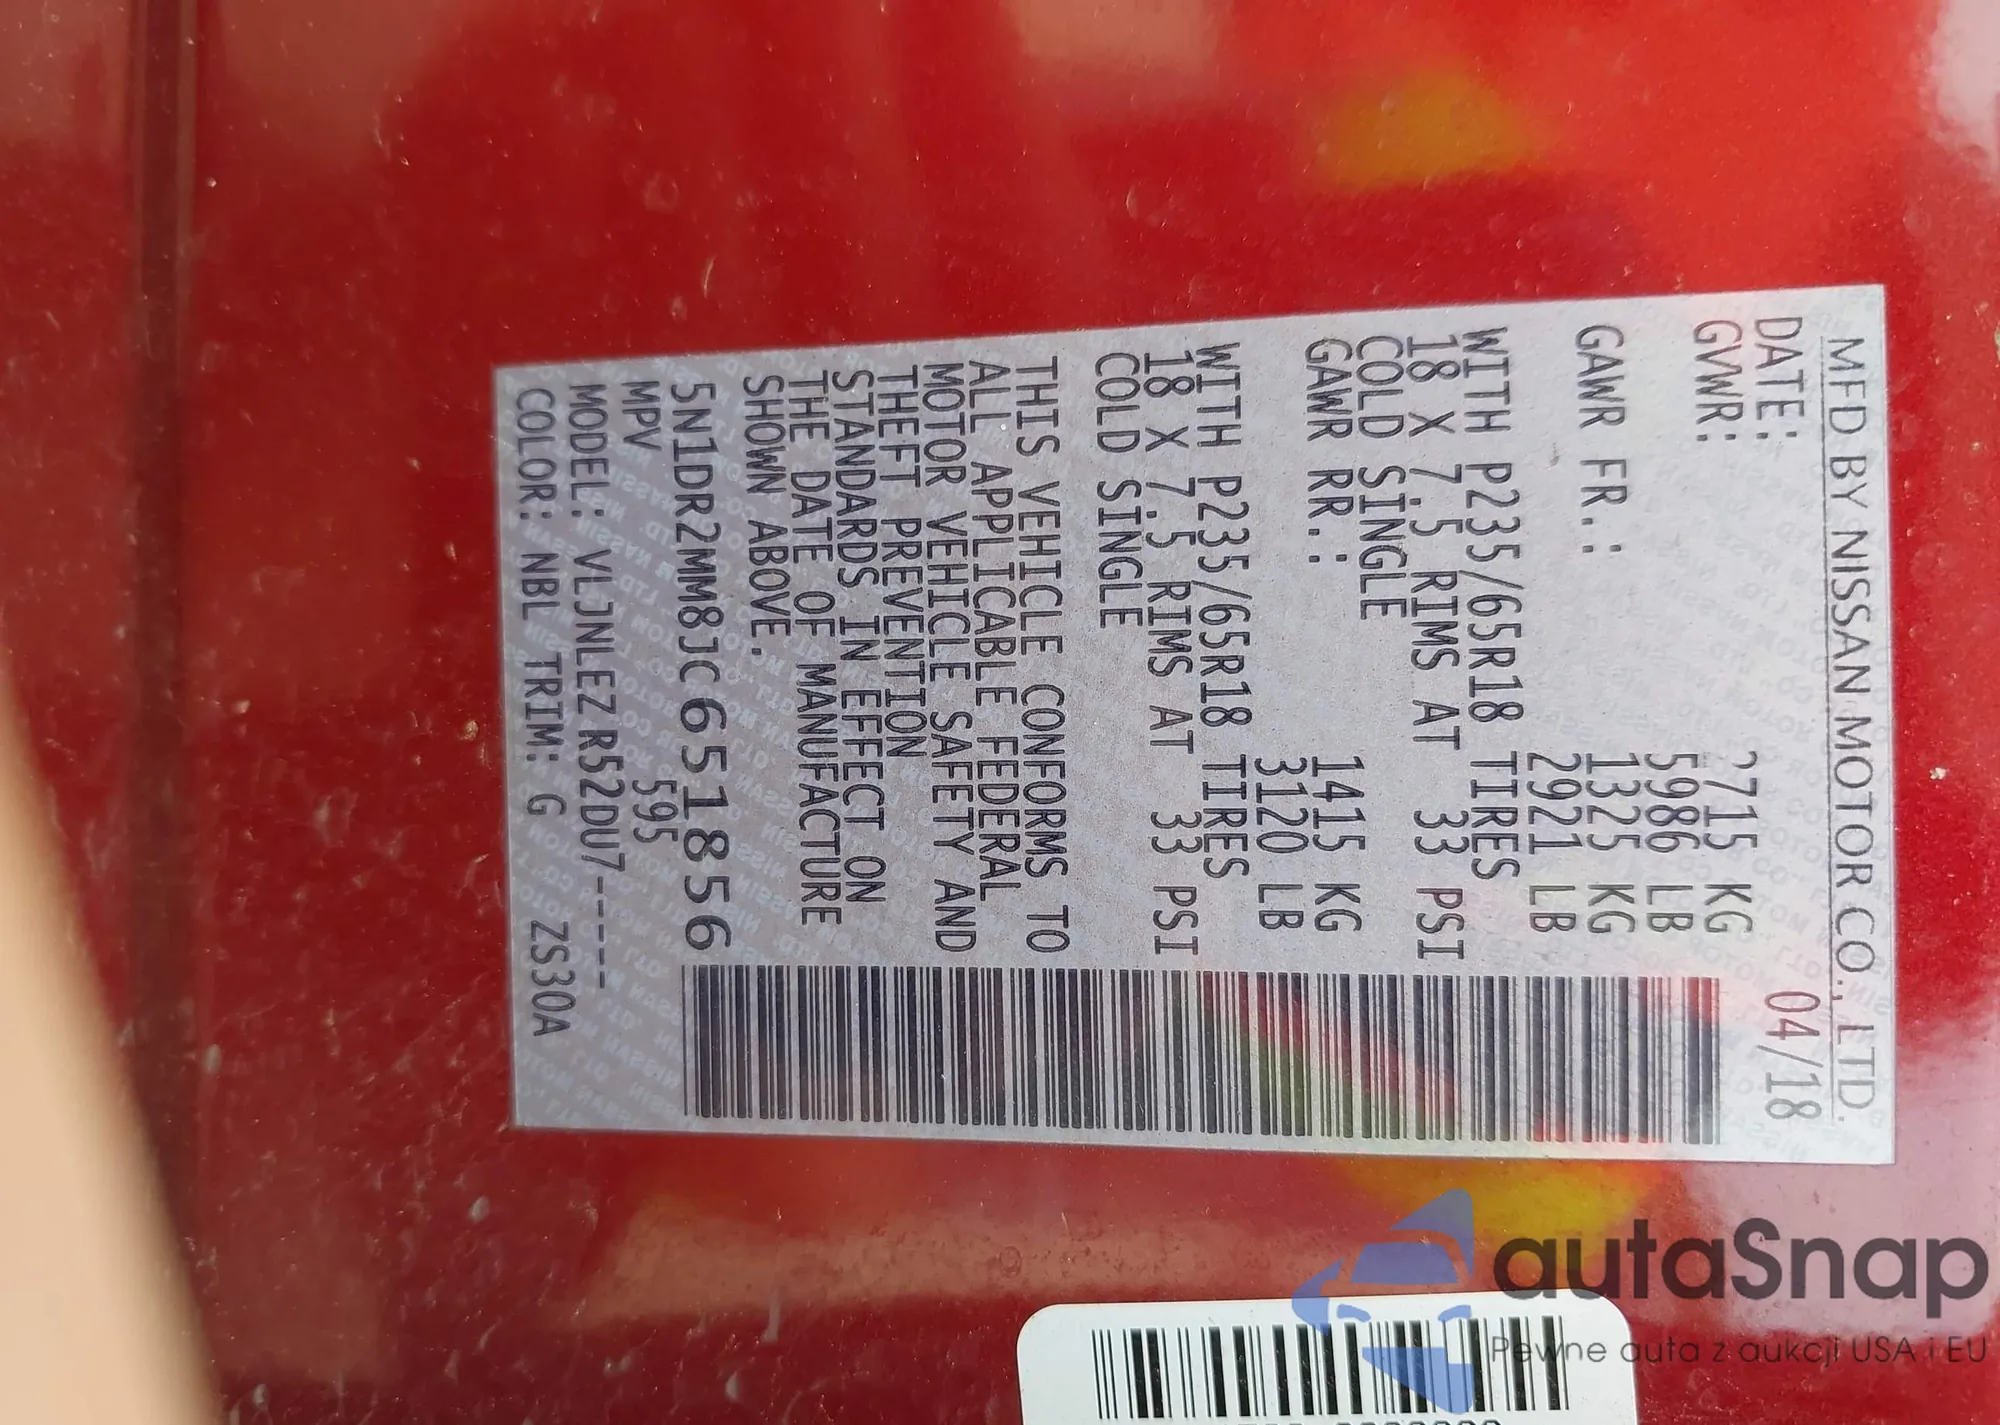 MFD BY NISSAN MOTOR CO., LTD.
DATE: 04/18
GVWR: 2715 KG
5986 LB
GAWR FR.: 1325 KG
2921 LB
WITH P235/65R18 TIRES
18 X 7.5 RIMS AT 33 PSI
COLD SINGLE
GAWR RR.: 1415 KG
3120 LB
WITH P235/65R18 TIRES
18 X 7.5 RIMS AT 33 PSI
COLD SINGLE
THIS VEHICLE CONFORMS TO
ALL APPLICABLE FEDERAL
MOTOR VEHICLE SAFETY AND
THEFT PREVENTION
STANDARDS IN EFFECT ON
THE DATE OF MANUFACTURE
SHOWN ABOVE.
5N1DR2MM8JC651856
MPV 595
MODEL: VLJNLEZ R52DU7-----
COLOR: NBL TRIM: G ZS30A
autaSnap
Pewne auta z aukcji USA i EU